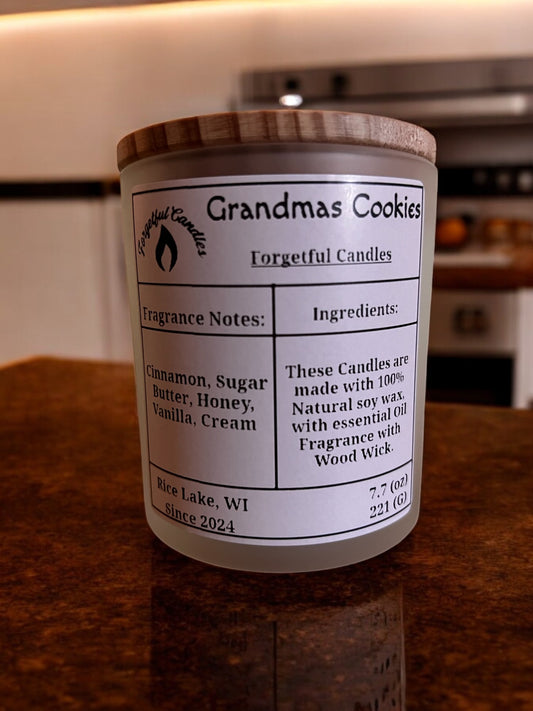 Forgetful Candles
Grandmas Cookies
Forgetful Candles
Fragrance Notes:
Ingredients:
Cinnamon, Sugar
Butter, Honey,
Vanilla, Cream
These Candles are
made with 100%
Natural soy wax,
with essential Oil
Fragrance with
Wood Wick.
Rice Lake, WI
Since 2024
7.7 (oz)
221 (G)